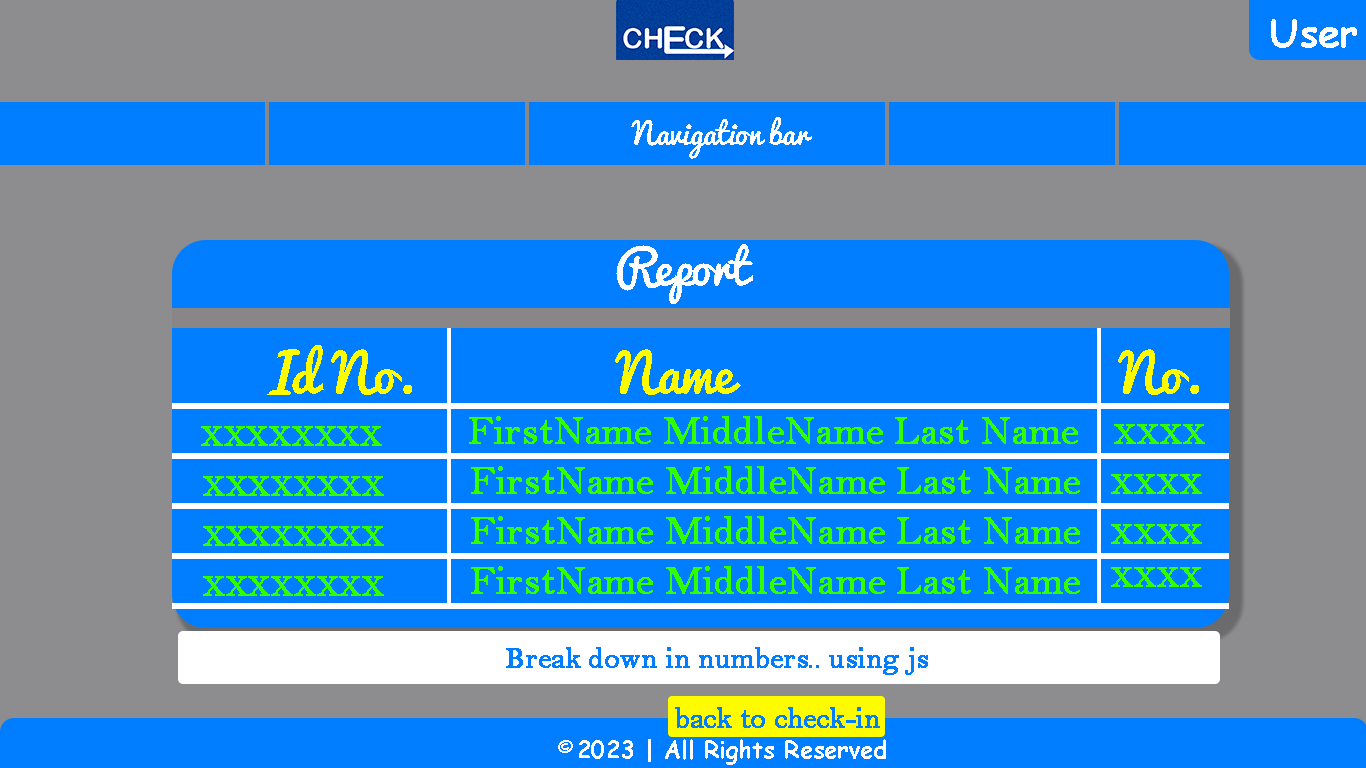 CHECK
User
Navigation bar
Report
Id No. Name No.
xxxxxxxx FirstName MiddleName Last Name xxxx
xxxxxxxx FirstName MiddleName Last Name xxxx
xxxxxxxx FirstName MiddleName Last Name xxxx
xxxxxxxx FirstName MiddleName Last Name xxxx
Break down in numbers.. using js
back to check-in
©2023 | All Rights Reserved